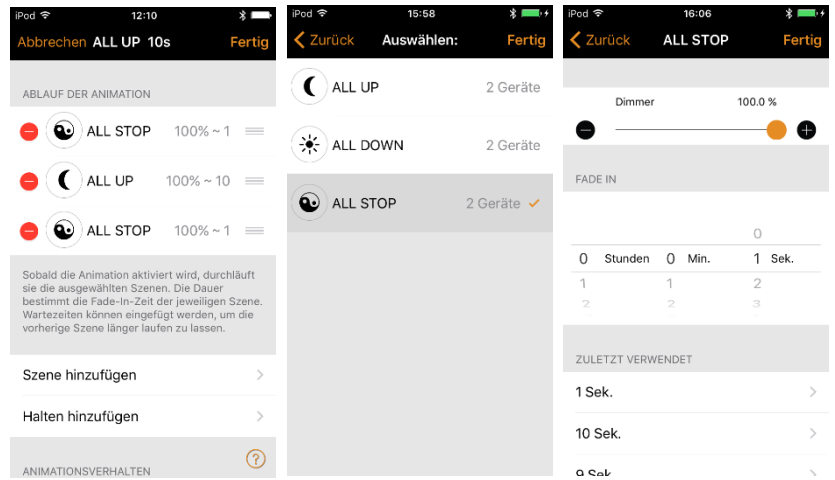 iPod 12:10
Abbrechen ALL UP 10s Fertig
ABLAUF DER ANIMATION
ALL STOP 100% ~ 1
ALL UP 100% ~ 10
ALL STOP 100% ~ 1
Sobald die Animation aktiviert wird, durchläuft
sie die ausgewählten Szenen. Die Dauer
bestimmt die Fade-In-Zeit der jeweiligen Szene.
Wartezeiten können eingefügt werden, um die
vorherige Szene länger laufen zu lassen.
Szene hinzufügen
Halten hinzufügen
ANIMATIONSVERHALTEN ?
iPod 15:58
Zurück Auswählen: Fertig
ALL UP 2 Geräte
ALL DOWN 2 Geräte
ALL STOP 2 Geräte
iPod 16:06
Zurück ALL STOP Fertig
Dimmer 100.0 %
FADE IN
0
0 Stunden 0 Min. 1 Sek.
1 1 2
2 2 3
ZULETZT VERWENDET
1 Sek.
10 Sek.
9 Sek.